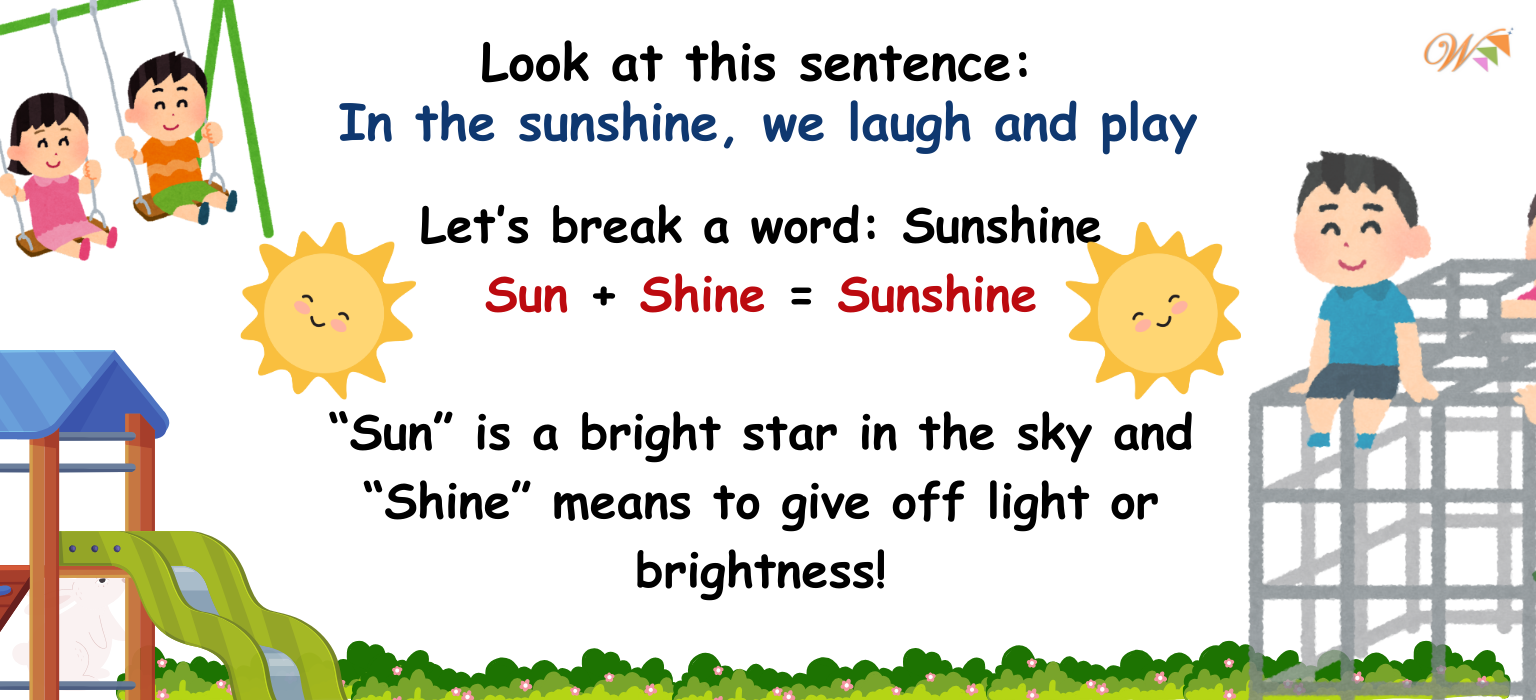 Look at this sentence:
In the sunshine, we laugh and play
Let’s break a word: Sunshine
Sun + Shine = Sunshine
“Sun” is a bright star in the sky and
“Shine” means to give off light or
brightness!
W